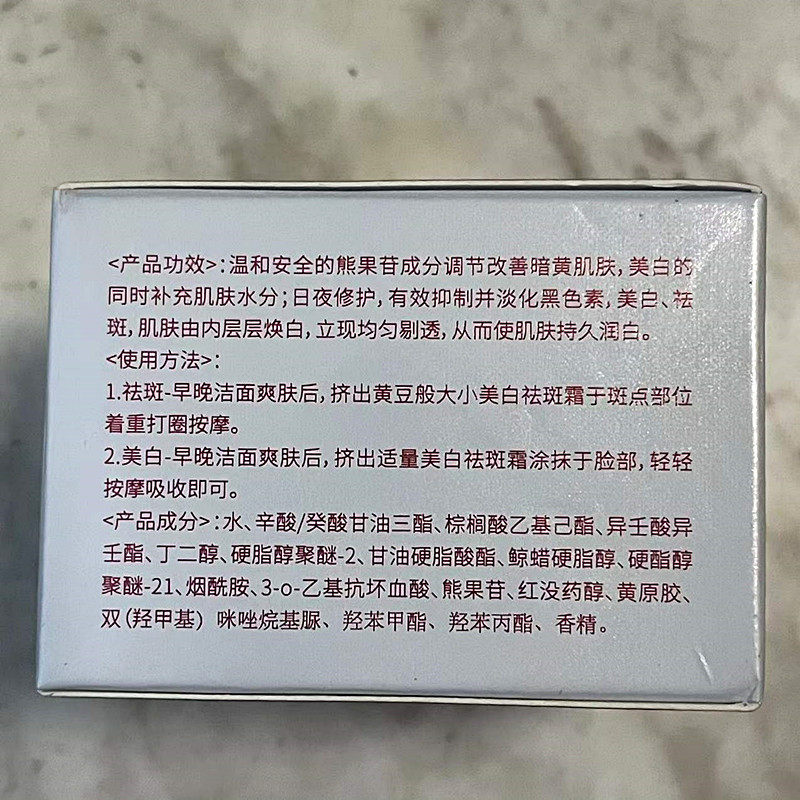 <产品功效>:温和安全的熊果苷成分调节改善暗黄肌肤,美白的
同时补充肌肤水分;日夜修护,有效抑制并淡化黑色素,美白、祛
斑,肌肤由内层层焕白,立现均匀剔透,从而使肌肤持久润白。
<使用方法>:
1.祛斑-早晚洁面爽肤后,挤出黄豆般大小美白祛斑霜于斑点部位
着重打圈按摩。
2.美白-早晚洁面爽肤后,挤出适量美白祛斑霜涂抹于脸部,轻轻
按摩吸收即可。
<产品成分>:水、辛酸/癸酸甘油三酯、棕榈酸乙基己酯、异壬酸异
壬酯、丁二醇、硬脂醇聚醚-2、甘油硬脂酸酯、鲸蜡硬脂醇、硬酯醇
聚醚-21、烟酰胺、3-o-乙基抗坏血酸、熊果苷、红没药醇、黄原胶、
双(羟甲基) 咪唑烷基脲、羟苯甲酯、羟苯丙酯、香精。